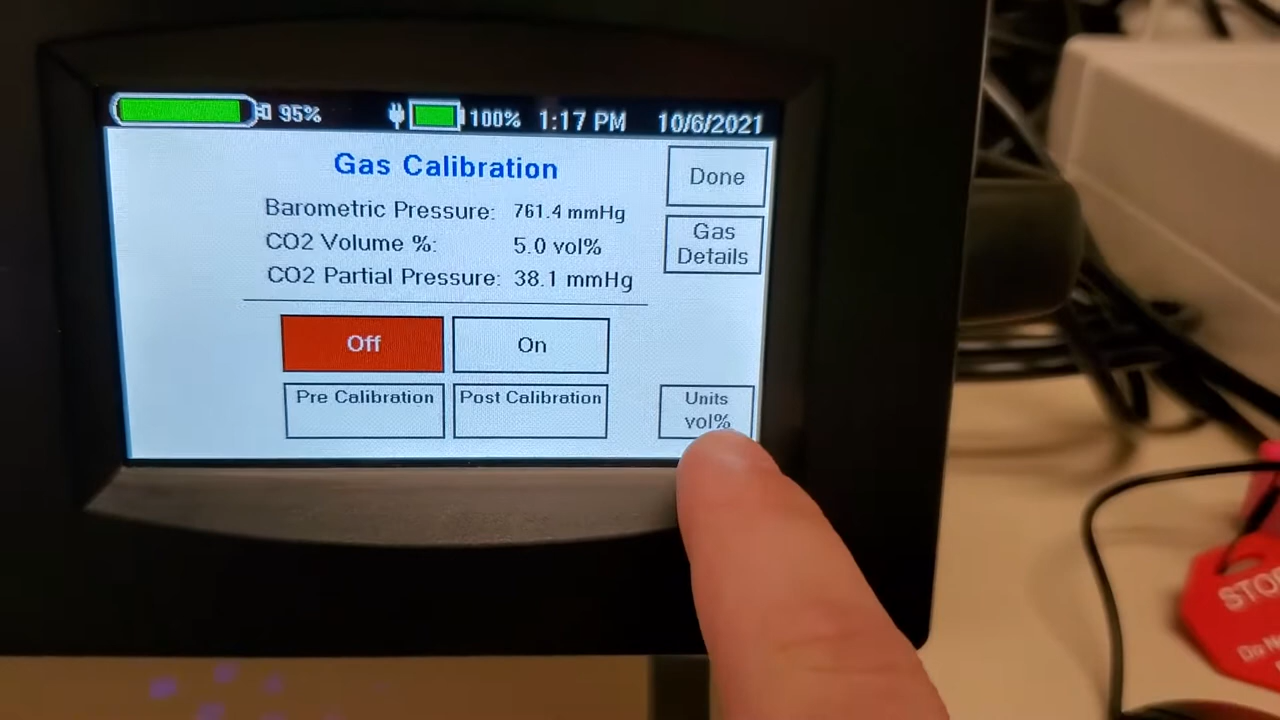 95% 100% 1:17 PM 10/6/2021
Gas Calibration
Done
Barometric Pressure: 761.4 mmHg
Gas
Details
CO2 Volume %: 5.0 vol%
CO2 Partial Pressure: 38.1 mmHg
Off On
Pre Calibration Post Calibration
Units
vol%
Do